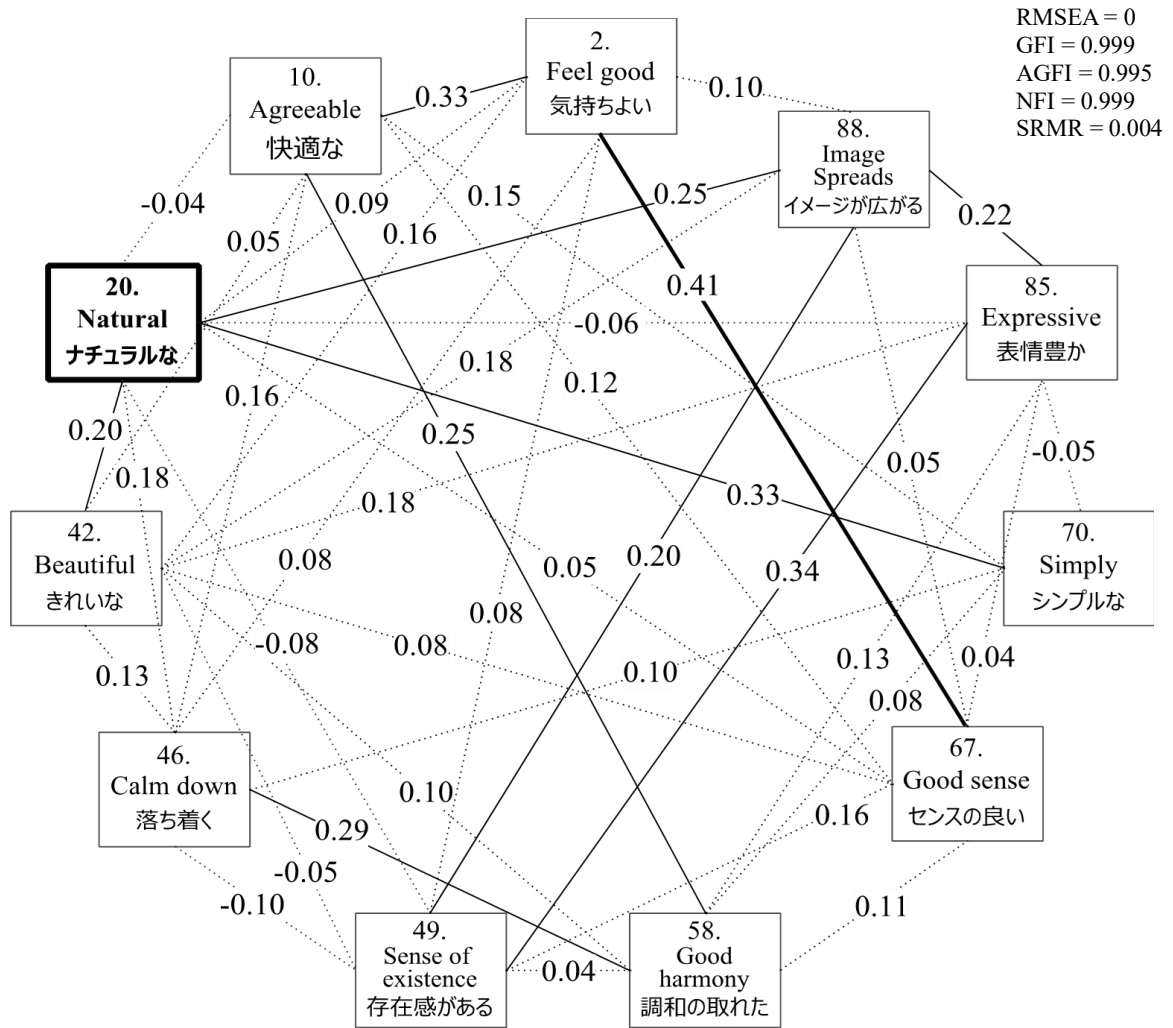 RMSEA = 0
GFI = 0.999
AGFI = 0.995
NFI = 0.999
SRMR = 0.004
2.
Feel good
気持ちよい
10.
Agreeable
快適な
88.
Image
Spreads
イメージが広がる
20.
Natural
ナチュラルな
85.
Expressive
表情豊か
42.
Beautiful
きれいな
70.
Simply
シンプルな
46.
Calm down
落ち着く
67.
Good sense
センスの良い
49.
Sense of
existence
存在感がある
58.
Good
harmony
調和の取れた
0.33
0.10
-0.04
0.09
0.15
0.25
0.22
0.05
0.16
0.41
-0.06
0.18
0.12
0.16
0.20
0.25
0.18
0.05
-0.05
0.18
0.33
0.08
0.05
0.20
0.34
0.08
-0.08
0.08
0.13
0.04
0.13
0.10
0.08
0.10
0.16
0.29
-0.05
-0.10
0.11
0.04